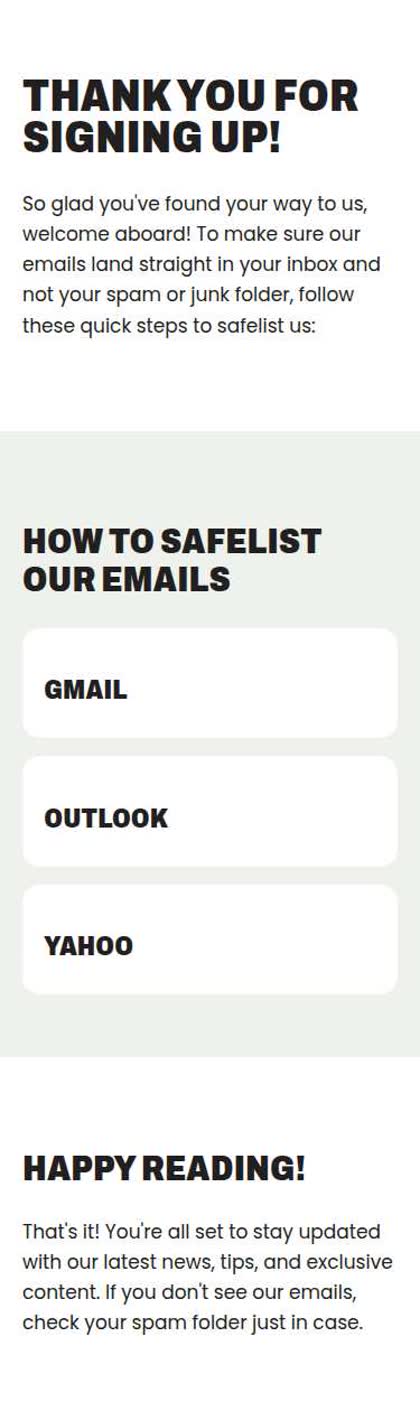 THANK YOU FOR
SIGNING UP!
So glad you've found your way to us,
welcome aboard! To make sure our
emails land straight in your inbox and
not your spam or junk folder, follow
these quick steps to safelist us:
HOW TO SAFELIST
OUR EMAILS
GMAIL
OUTLOOK
YAHOO
HAPPY READING!
That's it! You're all set to stay updated
with our latest news, tips, and exclusive
content. If you don't see our emails,
check your spam folder just in case.